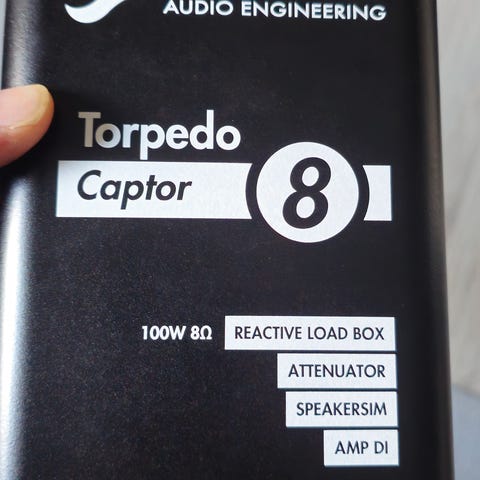 AUDIO ENGINEERING
Torpedo
Captor 8
100W 8Ω REACTIVE LOAD BOX
ATTENUATOR
SPEAKERSIM
AMP DI